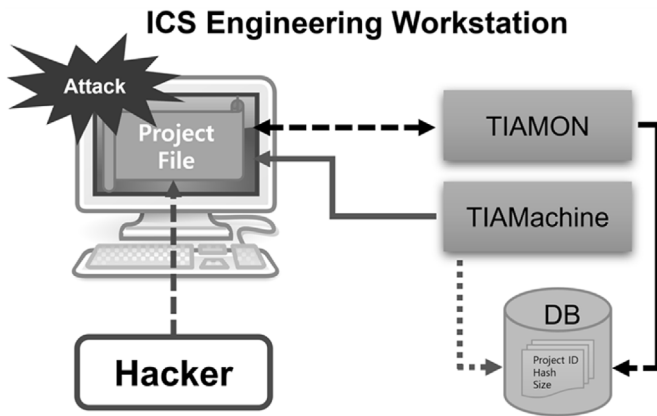 ICS Engineering Workstation
Attack
Project
File
TIAMON
TIAMachine
DB
Project ID
Hash
Size
Hacker